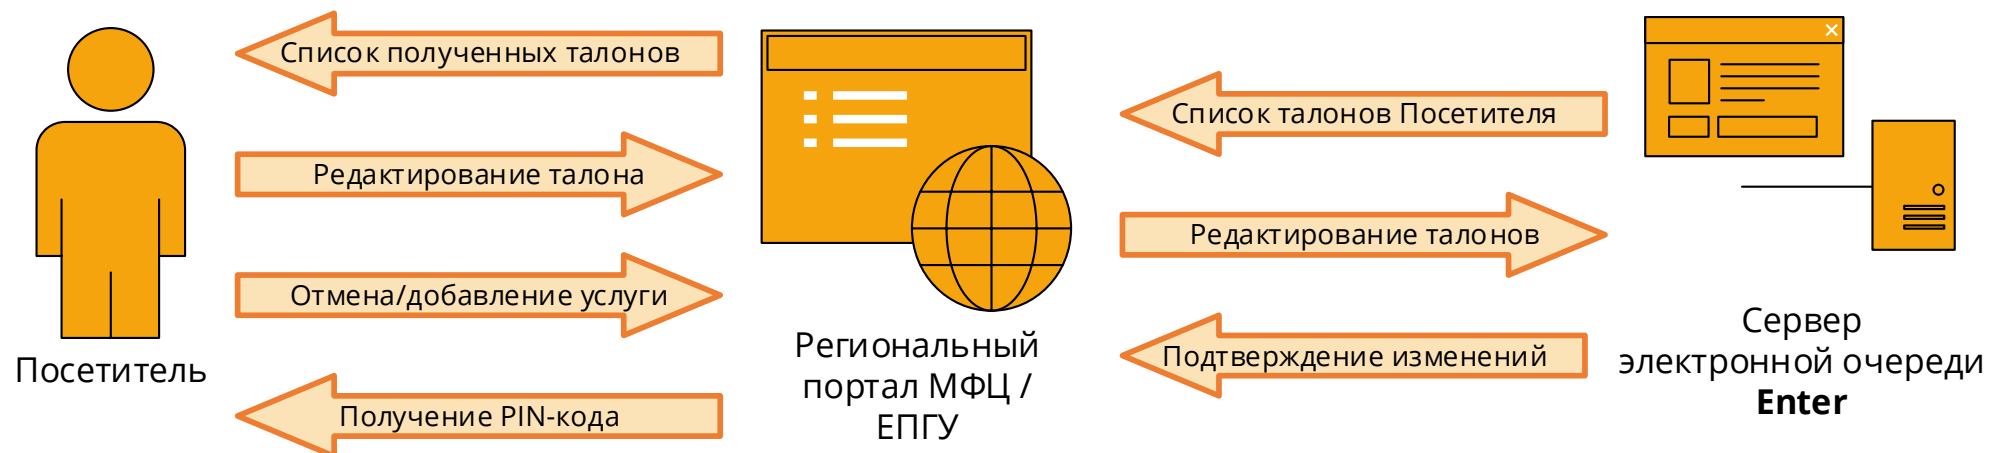 Список полученных талонов
Редактирование талона
Отмена/добавление услуги
Получение PIN-кода
Посетитель
Региональный
портал МФЦ /
ЕПГУ
Список талонов Посетителя
Редактирование талонов
Подтверждение изменений
Сервер
электронной очереди
Enter